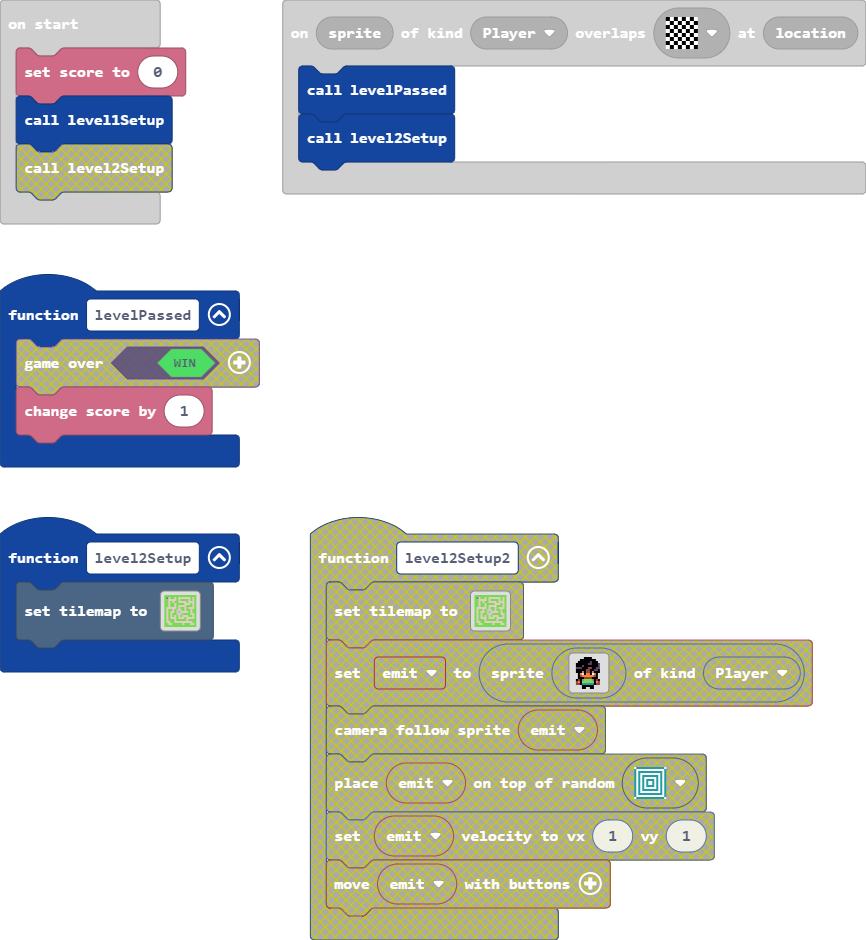 on start
set score to 0
call level1Setup
call level2Setup
on sprite of kind Player overlaps at location
call levelPassed
call level2Setup
function levelPassed
game over WIN
change score by 1
function level2Setup
set tilemap to
function level2Setup2
set tilemap to
set emit to sprite of kind Player
camera follow sprite emit
place emit on top of random
set emit velocity to vx 1 vy 1
move emit with buttons